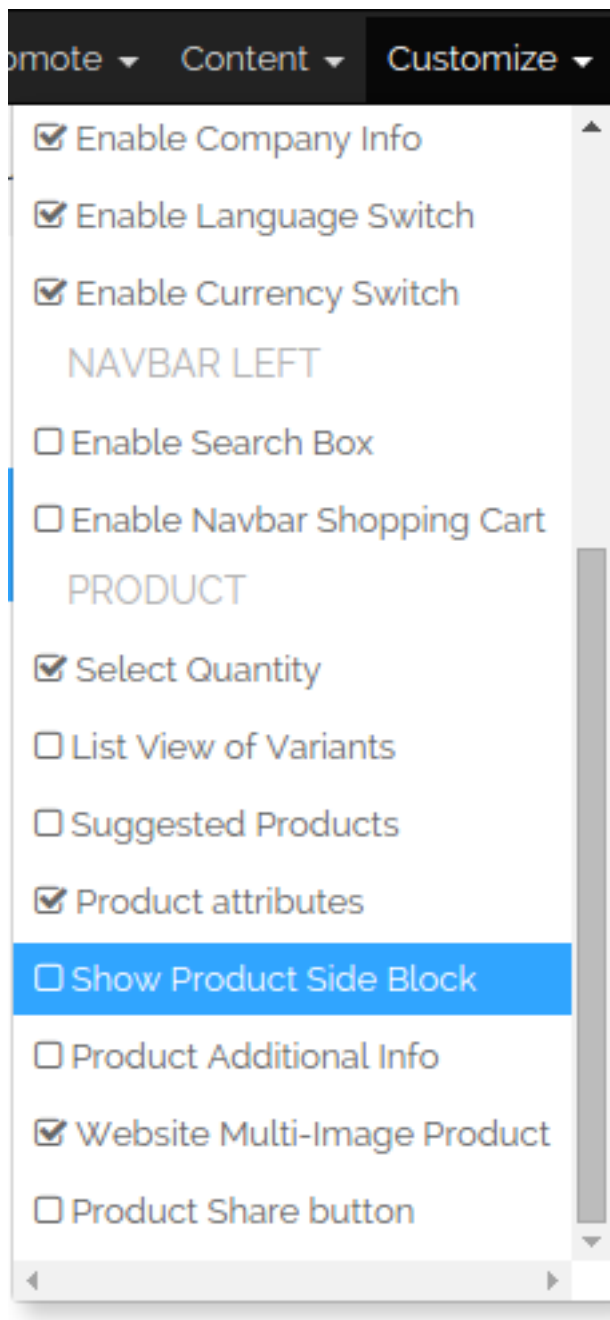 omote Content Customize
Enable Company Info
Enable Language Switch
Enable Currency Switch
NAVBAR LEFT
Enable Search Box
Enable Navbar Shopping Cart
PRODUCT
Select Quantity
List View of Variants
Suggested Products
Product attributes
Show Product Side Block
Product Additional Info
Website Multi-Image Product
Product Share button